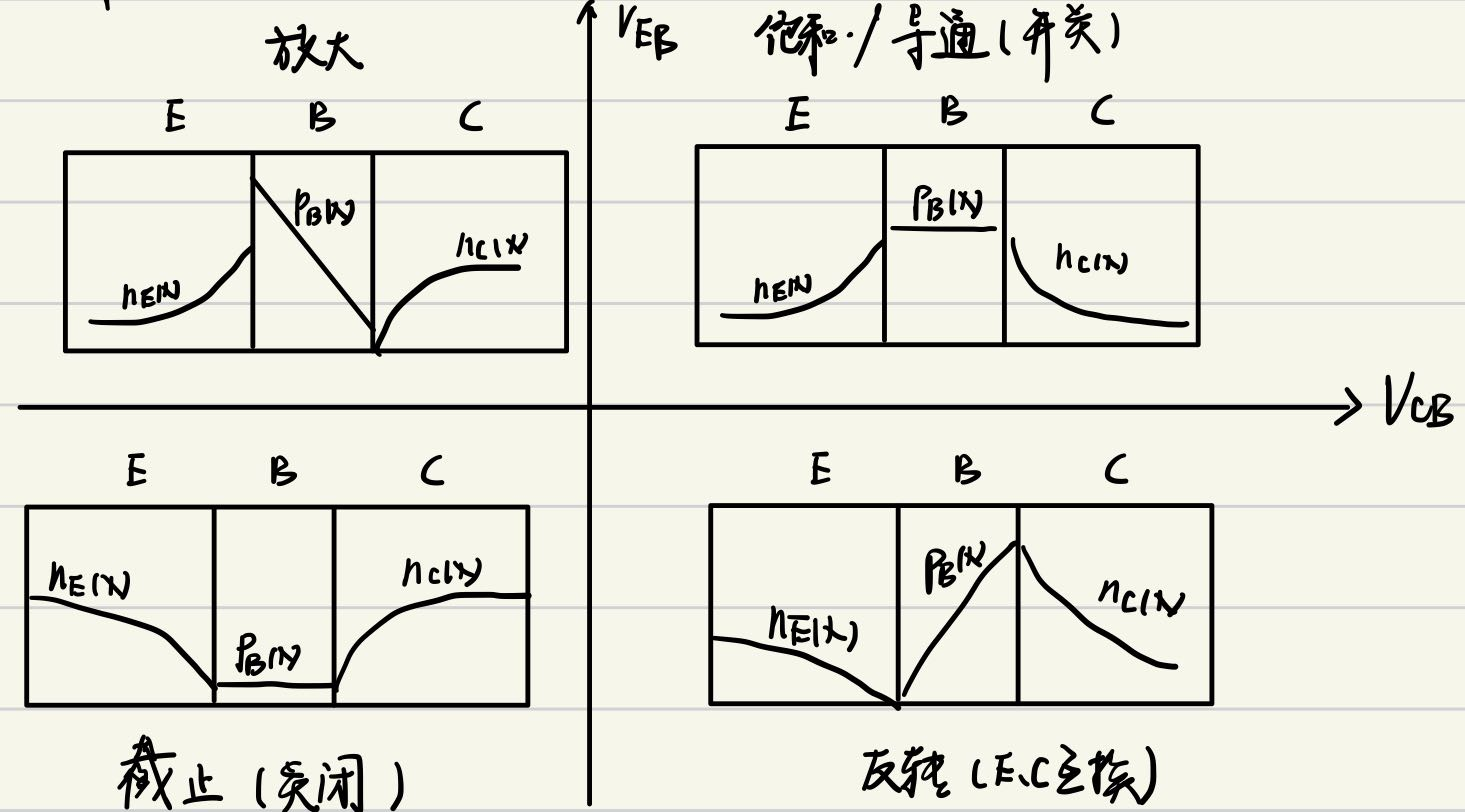 放大
V_EB
饱和/导通(开关)
E B C
p_B(x)
n_C(x)
n_E(x)
E B C
p_B(x)
n_C(x)
n_E(x)
V_CB
E B C
n_E(x)
n_C(x)
p_B(x)
E B C
p_B(x)
n_C(x)
n_E(x)
截止(关闭)
反转(E、C互换)